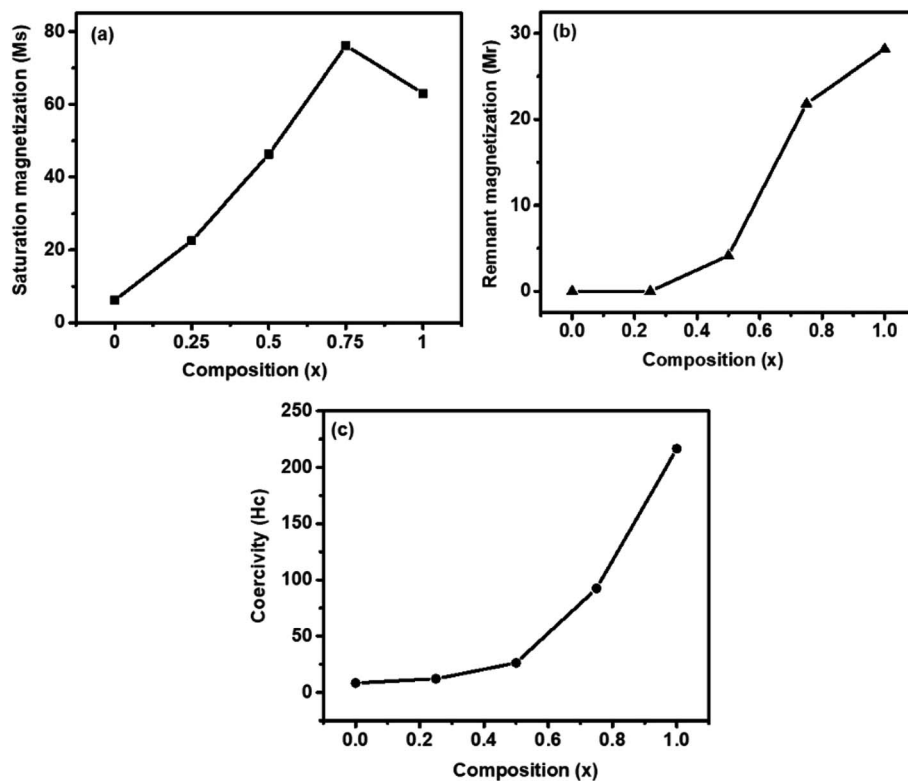 (a)
Saturation magnetization (Ms)
80
60
40
20
0
0 0.25 0.5 0.75 1
Composition (x)
(b)
Remnant magnetization (Mr)
30
20
10
0
0.0 0.2 0.4 0.6 0.8 1.0
Composition (x)
(c)
Coercivity (Hc)
250
200
150
100
50
0
0.0 0.2 0.4 0.6 0.8 1.0
Composition (x)